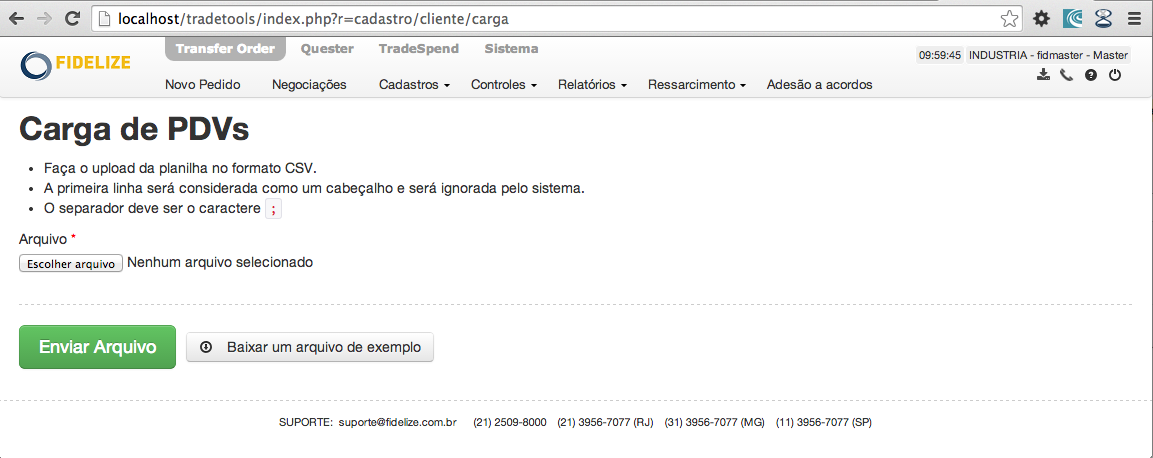 localhost/tradetools/index.php?r=cadastro/cliente/carga
FIDELIZE
Transfer Order Quester TradeSpend Sistema
09:59:45 INDUSTRIA - fidmaster - Master
Novo Pedido Negociações Cadastros Controles Relatórios Ressarcimento Adesão a acordos
Carga de PDVs
• Faça o upload da planilha no formato CSV.
• A primeira linha será considerada como um cabeçalho e será ignorada pelo sistema.
• O separador deve ser o caractere ;
Arquivo *
Escolher arquivo Nenhum arquivo selecionado
Enviar Arquivo Baixar um arquivo de exemplo
SUPORTE: suporte@fidelize.com.br (21) 2509-8000 (21) 3956-7077 (RJ) (31) 3956-7077 (MG) (11) 3956-7077 (SP)